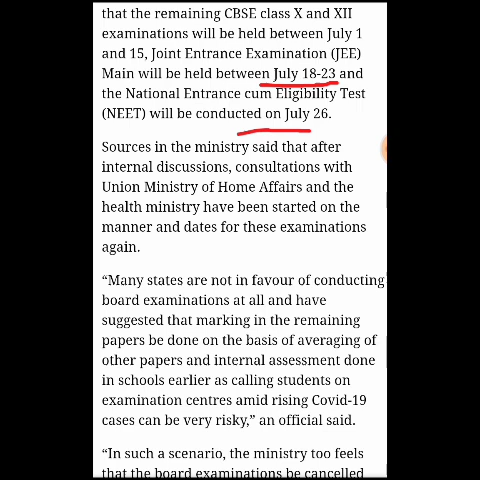 that the remaining CBSE class X and XII
examinations will be held between July 1
and 15, Joint Entrance Examination (JEE)
Main will be held between July 18-23 and
the National Entrance cum Eligibility Test
(NEET) will be conducted on July 26.
Sources in the ministry said that after
internal discussions, consultations with
Union Ministry of Home Affairs and the
health ministry have been started on the
manner and dates for these examinations
again.
“Many states are not in favour of conducting
board examinations at all and have
suggested that marking in the remaining
papers be done on the basis of averaging of
other papers and internal assessment done
in schools earlier as calling students on
examination centres amid rising Covid-19
cases can be very risky,” an official said.
“In such a scenario, the ministry too feels
that the board examinations be cancelled